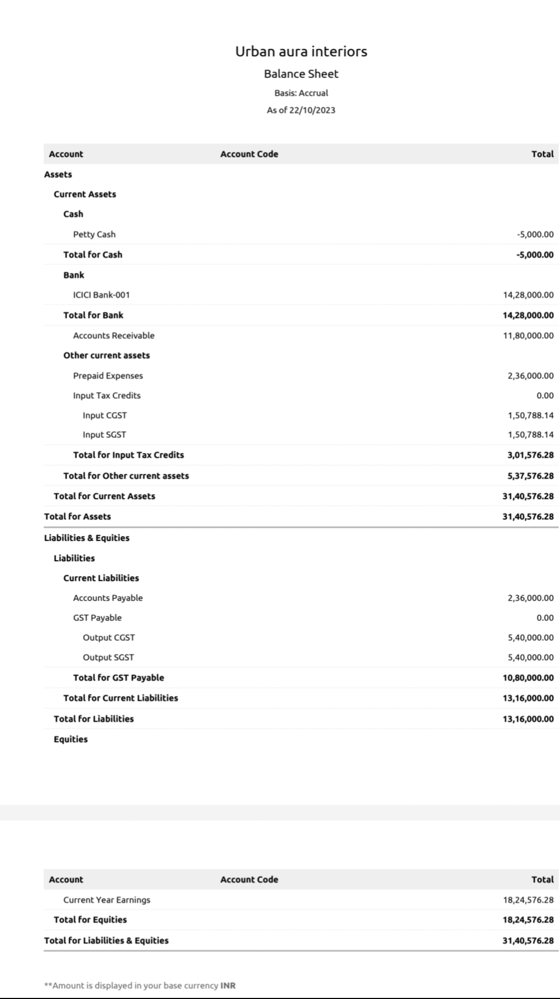 Urban aura interiors
Balance Sheet
Basis: Accrual
As of 22/10/2023
Account Account Code Total
Assets
Current Assets
Cash
Petty Cash -5,000.00
Total for Cash -5,000.00
Bank
ICICI Bank-001 14,28,000.00
Total for Bank 14,28,000.00
Accounts Receivable 11,80,000.00
Other current assets
Prepaid Expenses 2,36,000.00
Input Tax Credits 0.00
Input CGST 1,50,788.14
Input SGST 1,50,788.14
Total for Input Tax Credits 3,01,576.28
Total for Other current assets 5,37,576.28
Total for Current Assets 31,40,576.28
Total for Assets 31,40,576.28
Liabilities & Equities
Liabilities
Current Liabilities
Accounts Payable 2,36,000.00
GST Payable 0.00
Output CGST 5,40,000.00
Output SGST 5,40,000.00
Total for GST Payable 10,80,000.00
Total for Current Liabilities 13,16,000.00
Total for Liabilities 13,16,000.00
Equities
Account Account Code Total
Current Year Earnings 18,24,576.28
Total for Equities 18,24,576.28
Total for Liabilities & Equities 31,40,576.28
**Amount is displayed in your base currency INR